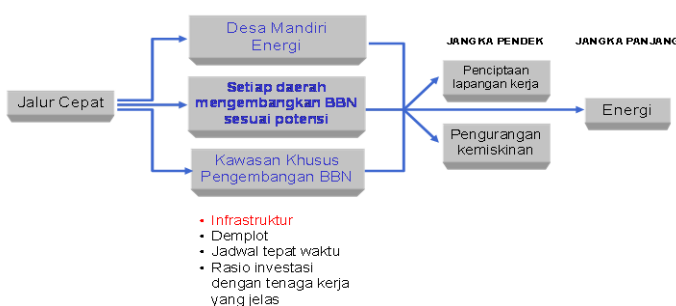 Jalur Cepat
Desa Mandiri
Energi
Setiap daerah
mengembangkan BBN
sesuai potensi
Kawasan Khusus
Pengembangan BBN
• Infrastruktur
• Demplot
• Jadwal tepat waktu
• Rasio investasi
dengan tenaga kerja
yang jelas
JANGKA PENDEK
Penciptaan
lapangan kerja
Pengurangan
kemiskinan
JANGKA PANJANG
Energi